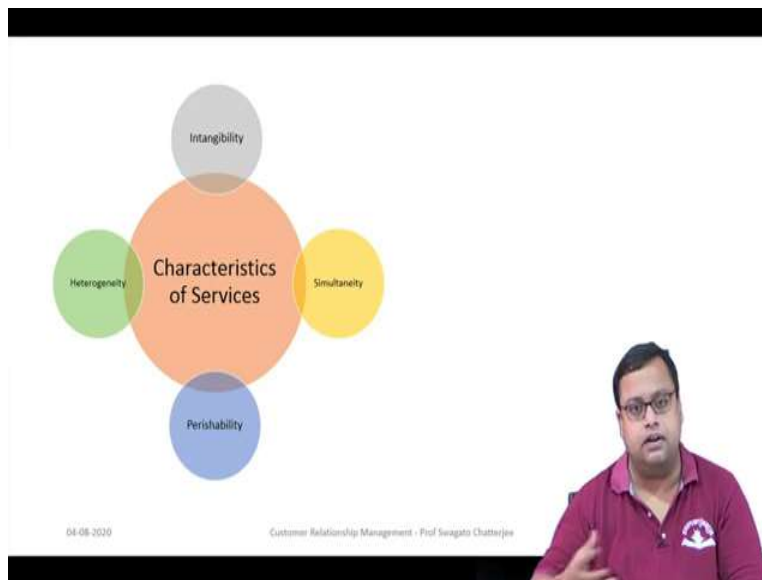 Intangibility
Heterogeneity
Characteristics
of Services
Simultaneity
Perishability
04-08-2020
Customer Relationship Management - Prof Swagato Chatterjee